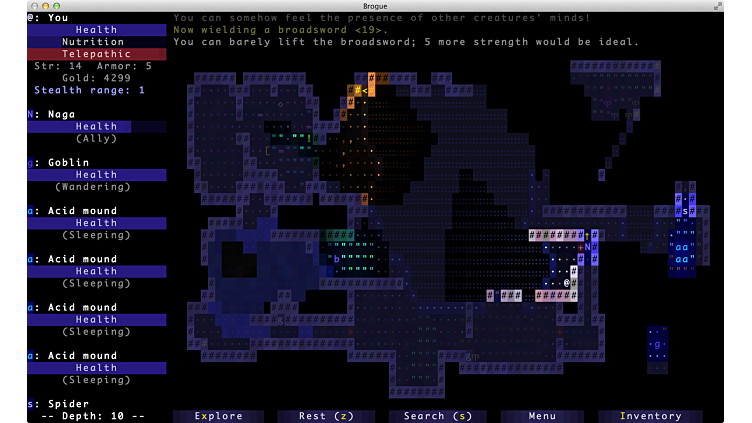 Brogue
@: You
Health
Nutrition
Telepathic
Str: 14 Armor: 5
Gold: 4299
Stealth range: 1
N: Naga
Health
(Ally)
g: Goblin
Health
(Wandering)
a: Acid mound
Health
(Sleeping)
a: Acid mound
Health
(Sleeping)
a: Acid mound
Health
(Sleeping)
a: Acid mound
Health
(Sleeping)
s: Spider
-- Depth: 10 --
You can somehow feel the presence of other creatures' minds!
Now wielding a broadsword <19>.
You can barely lift the broadsword; 5 more strength would be ideal.
Explore
Rest (z)
Search (s)
Menu
Inventory